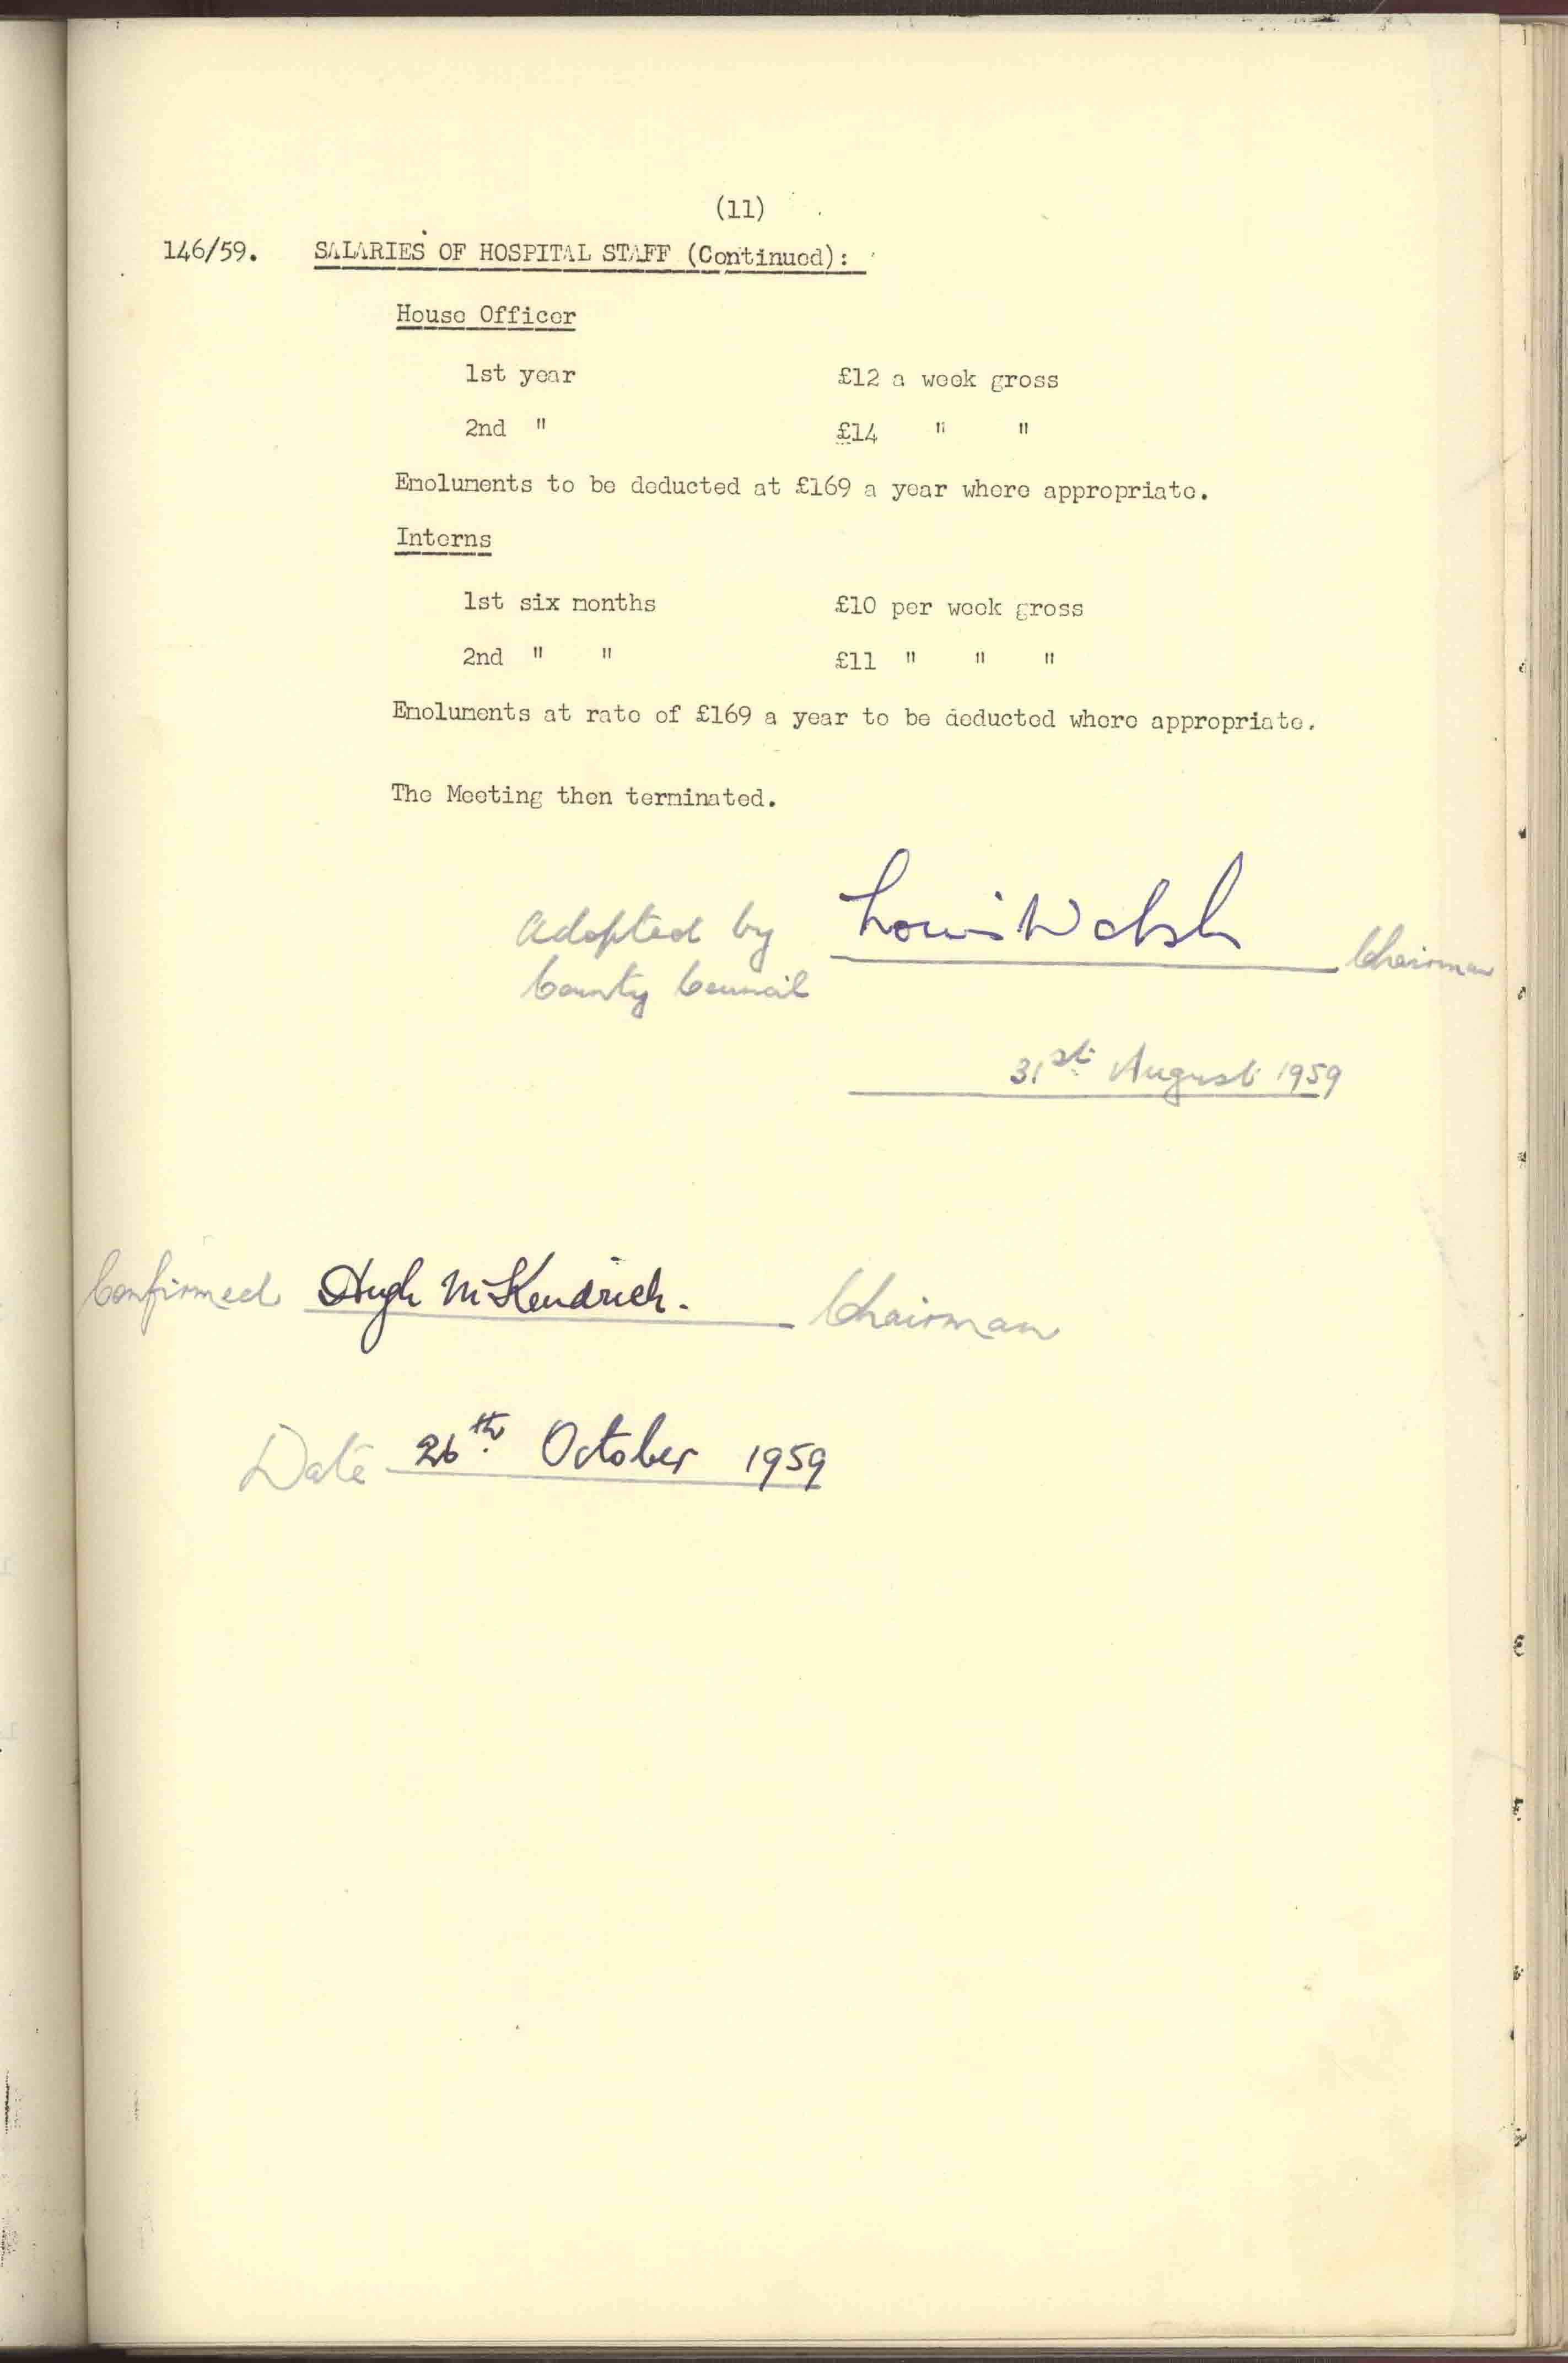 (11)
146/59. SALARIES OF HOSPITAL STAFF (Continued):
House Officer
1st year £12 a week gross
2nd " £14 " "
Emoluments to be deducted at £169 a year where appropriate.
Interns
1st six months £10 per week gross
2nd " " £11 " " "
Emoluments at rate of £169 a year to be deducted where appropriate.
The Meeting then terminated.
Adopted by Louis Walsh Chairman
County Council
31st August 1959
Confirmed Hugh McKendrick. Chairman
Date 26th October 1959